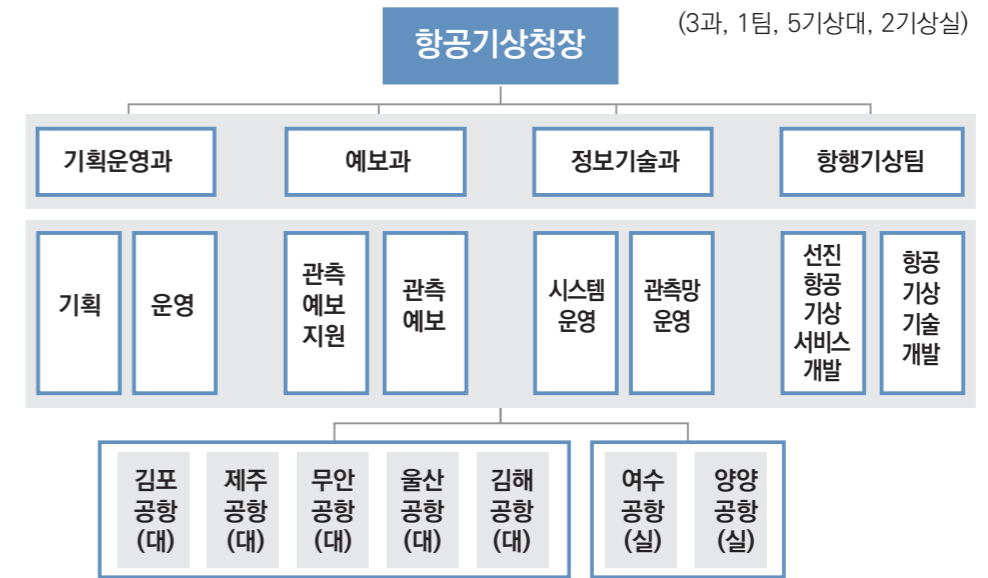 항공기상청장
(3과, 1팀, 5기상대, 2기상실)
기획운영과
예보과
정보기술과
항행기상팀
기획
운영
관측
예보
지원
관측
예보
시스템
운영
관측망
운영
선진
항공
기상
서비스
개발
항공
기상
기술
개발
김포
공항
(대)
제주
공항
(대)
무안
공항
(대)
울산
공항
(대)
김해
공항
(대)
여수
공항
(실)
양양
공항
(실)